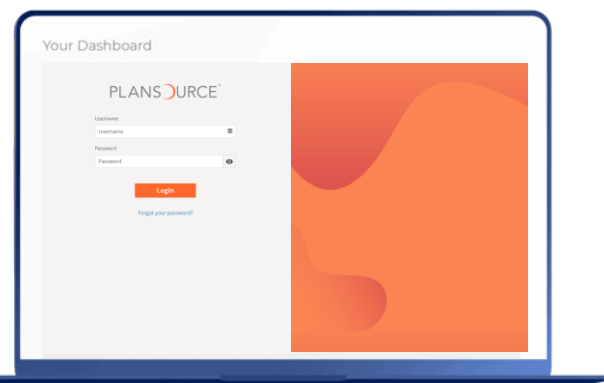 Your Dashboard
PLANSOURCE
Username
Username
Password
Password
Login
Forgot your password?